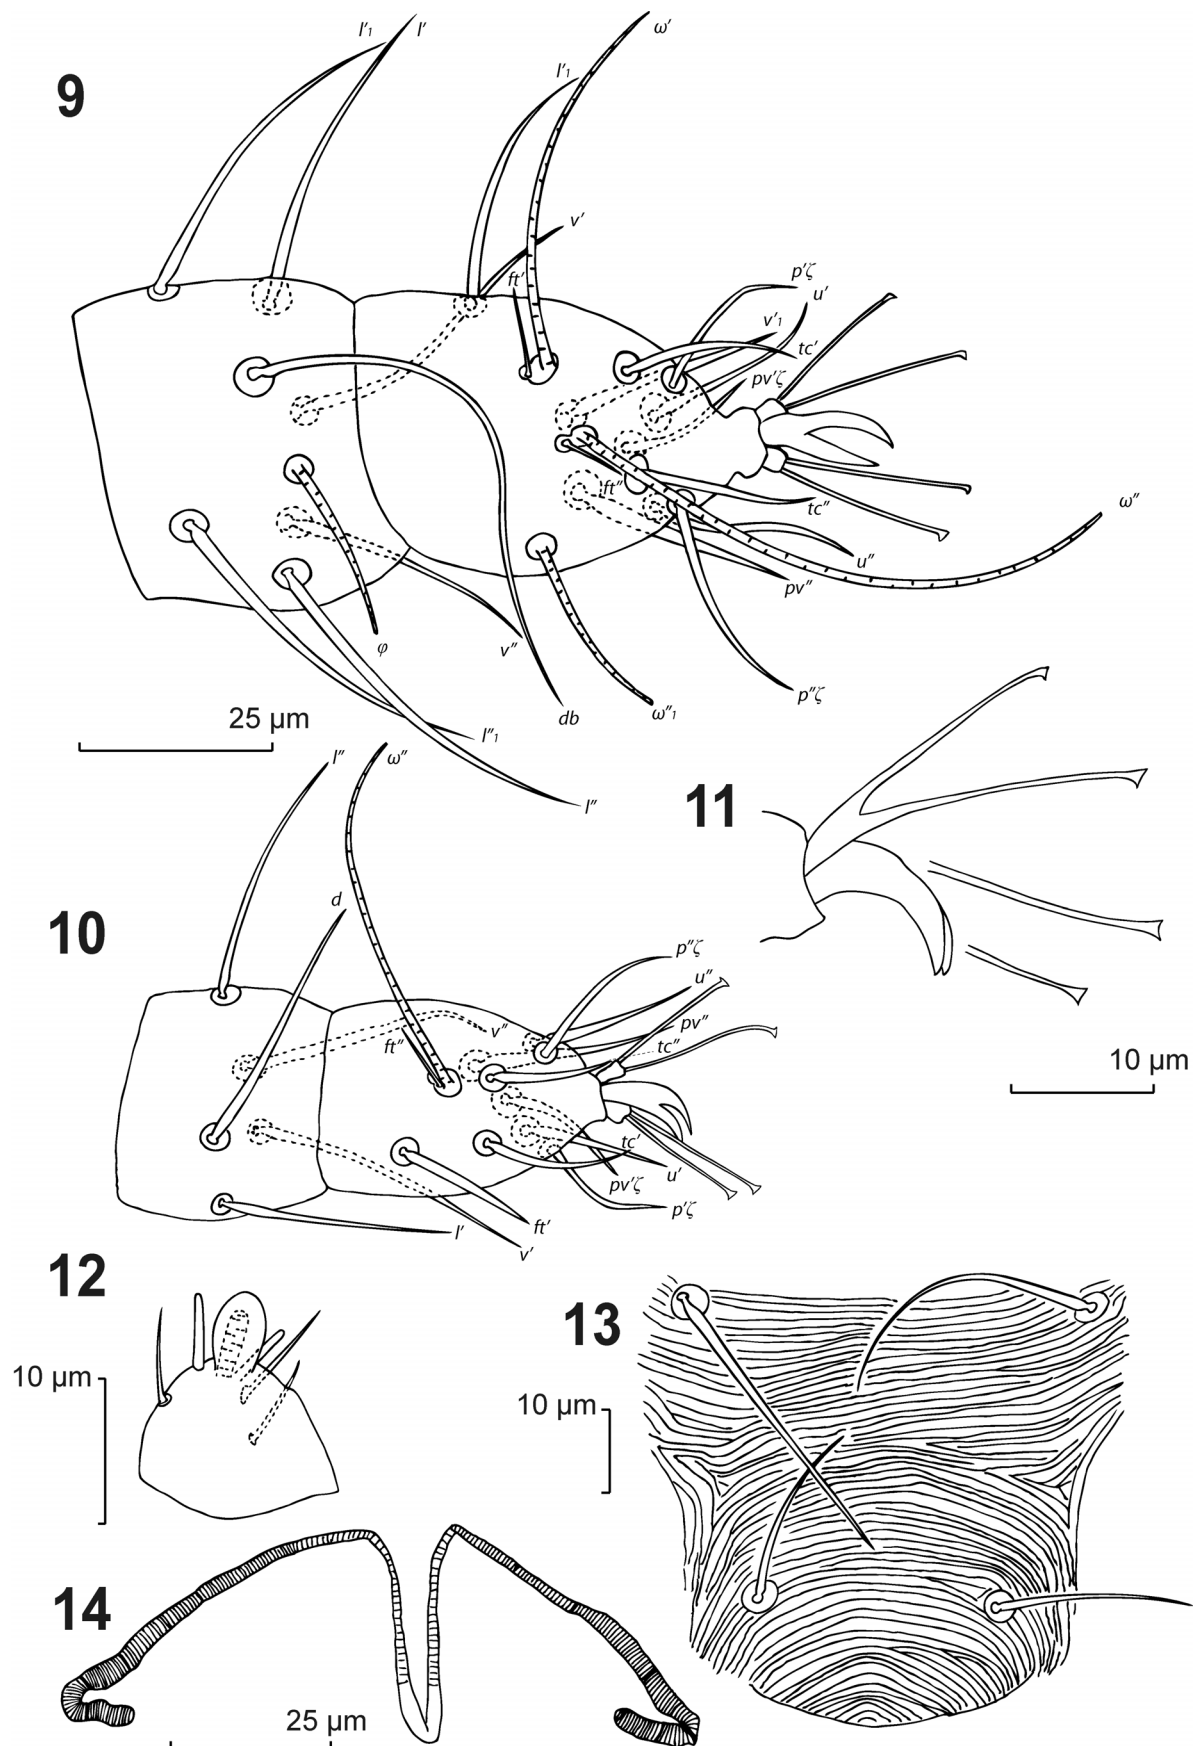 9
l′₁ l′
ω′
l′₁
v′
ft′
p′ζ
u′
v′₁
tc′
pv′ζ
ft″
tc″
ω″
u″
pv″
φ
v″
p″ζ
db
ω″₁
25 µm
l″₁
l″
11
10 µm
10
l″
ω″
d
p″ζ
u″
v″
pv″
ft″
tc″
tc′
u′
pv′ζ
p′ζ
ft′
l′
v′
12
10 µm
13
10 µm
14
25 µm